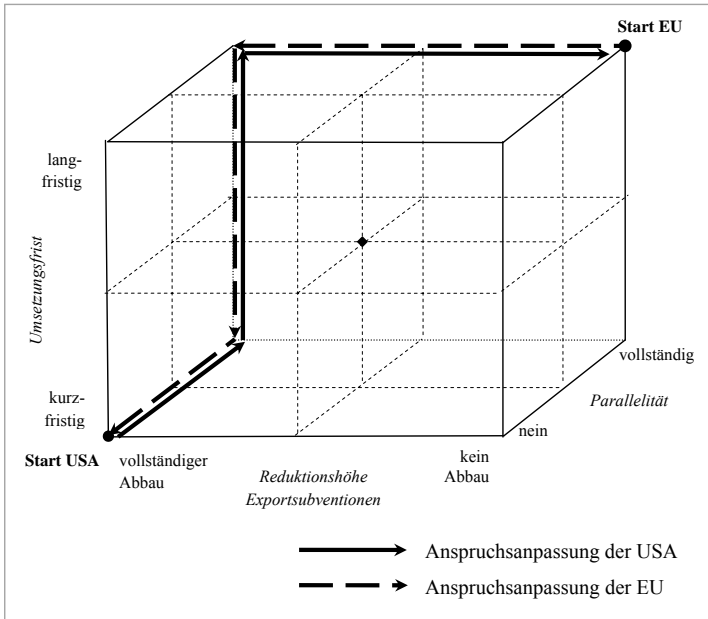 Start EU
lang-
fristig
Umsetzungsfrist
vollständig
kurz-
fristig
Parallelität
nein
Start USA
vollständiger
Abbau
kein
Abbau
Reduktionshöhe
Exportsubventionen
Anspruchsanpassung der USA
Anspruchsanpassung der EU